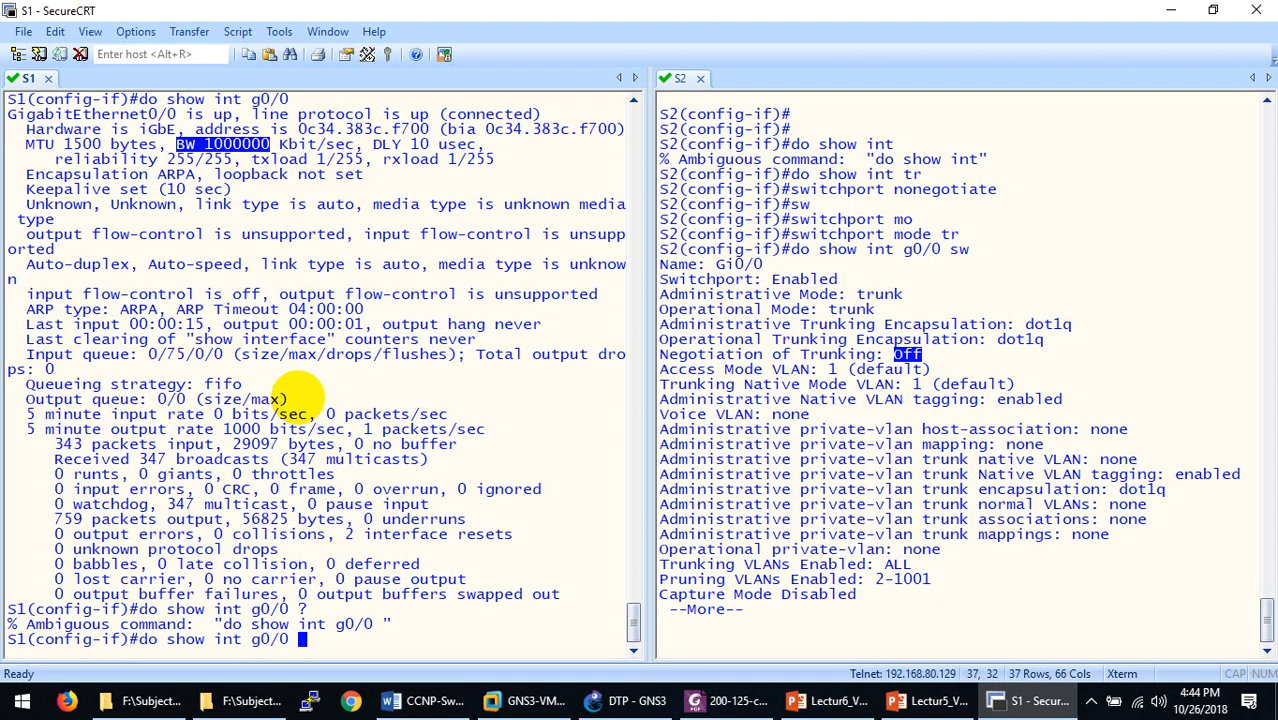 S1 - SecureCRT
File Edit View Options Transfer Script Tools Window Help
Enter host <Alt+R>
S1
S1(config-if)#do show int g0/0
GigabitEthernet0/0 is up, line protocol is up (connected)
Hardware is iGbE, address is 0c34.383c.f700 (bia 0c34.383c.f700)
MTU 1500 bytes, BW 1000000 Kbit/sec, DLY 10 usec,
reliability 255/255, txload 1/255, rxload 1/255
Encapsulation ARPA, loopback not set
Keepalive set (10 sec)
Unknown, Unknown, link type is auto, media type is unknown media
type
output flow-control is unsupported, input flow-control is unsupp
orted
Auto-duplex, Auto-speed, link type is auto, media type is unknow
n
input flow-control is off, output flow-control is unsupported
ARP type: ARPA, ARP Timeout 04:00:00
Last input 00:00:15, output 00:00:01, output hang never
Last clearing of "show interface" counters never
Input queue: 0/75/0/0 (size/max/drops/flushes); Total output dro
ps: 0
Queueing strategy: fifo
Output queue: 0/0 (size/max)
5 minute input rate 0 bits/sec, 0 packets/sec
5 minute output rate 1000 bits/sec, 1 packets/sec
343 packets input, 29097 bytes, 0 no buffer
Received 347 broadcasts (347 multicasts)
0 runts, 0 giants, 0 throttles
0 input errors, 0 CRC, 0 frame, 0 overrun, 0 ignored
0 watchdog, 347 multicast, 0 pause input
759 packets output, 56825 bytes, 0 underruns
0 output errors, 0 collisions, 2 interface resets
0 unknown protocol drops
0 babbles, 0 late collision, 0 deferred
0 lost carrier, 0 no carrier, 0 pause output
0 output buffer failures, 0 output buffers swapped out
S1(config-if)#do show int g0/0 ?
% Ambiguous command:  "do show int g0/0 "
S1(config-if)#do show int g0/0
S2
S2(config-if)#
S2(config-if)#
S2(config-if)#do show int
% Ambiguous command:  "do show int"
S2(config-if)#do show int tr
S2(config-if)#switchport nonegotiate
S2(config-if)#sw
S2(config-if)#switchport mo
S2(config-if)#switchport mode tr
S2(config-if)#do show int g0/0 sw
Name: Gi0/0
Switchport: Enabled
Administrative Mode: trunk
Operational Mode: trunk
Administrative Trunking Encapsulation: dot1q
Operational Trunking Encapsulation: dot1q
Negotiation of Trunking: Off
Access Mode VLAN: 1 (default)
Trunking Native Mode VLAN: 1 (default)
Administrative Native VLAN tagging: enabled
Voice VLAN: none
Administrative private-vlan host-association: none
Administrative private-vlan mapping: none
Administrative private-vlan trunk native VLAN: none
Administrative private-vlan trunk Native VLAN tagging: enabled
Administrative private-vlan trunk encapsulation: dot1q
Administrative private-vlan trunk normal VLANs: none
Administrative private-vlan trunk associations: none
Administrative private-vlan trunk mappings: none
Operational private-vlan: none
Trunking VLANs Enabled: ALL
Pruning VLANs Enabled: 2-1001
Capture Mode Disabled
--More--
Ready Telnet: 192.168.80.129 37, 32 37 Rows, 66 Cols Xterm CAP NUM
F:\Subject... F:\Subject... CCNP-Sw... GNS3-VM... DTP - GNS3 200-125-c... Lectur6_V... Lectur5_V... S1 - Secur... 4:44 PM
10/26/2018